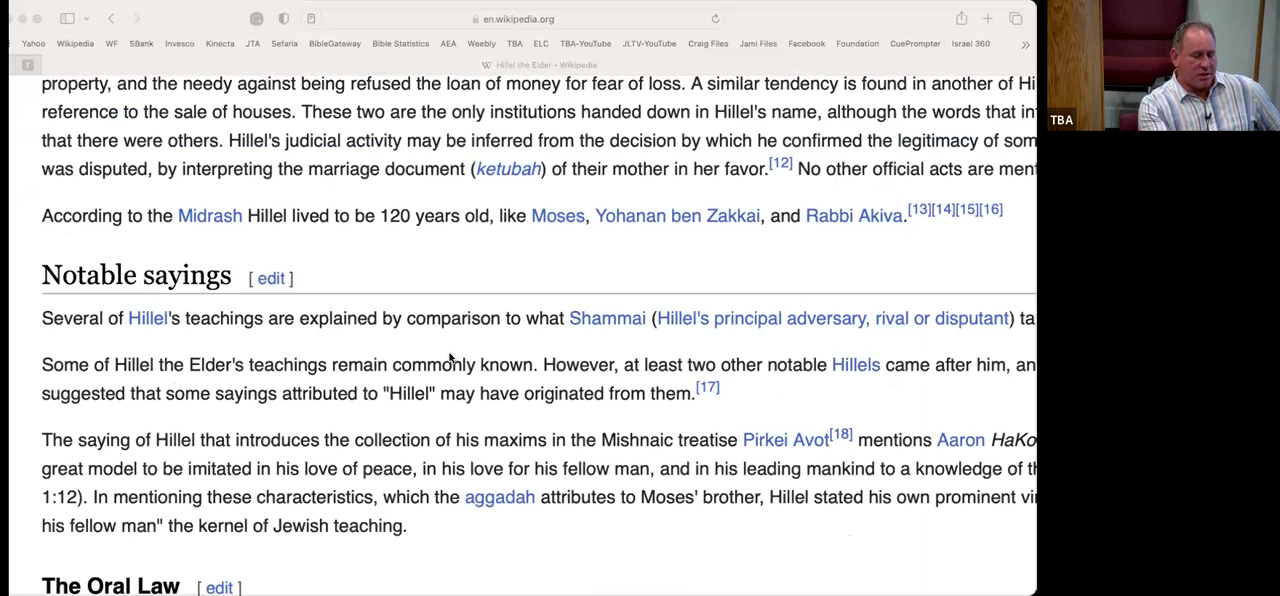 en.wikipedia.org
Yahoo Wikipedia WF SBank Invesco Kinecta JTA Sefaria BibleGateway Bible Statistics AEA Weebly TBA ELC TBA-YouTube JLTV-YouTube Craig Files Jami Files Facebook Foundation CuePrompter Israel 360
T
W Hillel the Elder - Wikipedia
TBA
property, and the needy against being refused the loan of money for fear of loss. A similar tendency is found in another of Hi
reference to the sale of houses. These two are the only institutions handed down in Hillel's name, although the words that in
that there were others. Hillel's judicial activity may be inferred from the decision by which he confirmed the legitimacy of som
was disputed, by interpreting the marriage document (ketubah) of their mother in her favor.[12] No other official acts are men
According to the Midrash Hillel lived to be 120 years old, like Moses, Yohanan ben Zakkai, and Rabbi Akiva.[13][14][15][16]
Notable sayings [ edit ]
Several of Hillel's teachings are explained by comparison to what Shammai (Hillel's principal adversary, rival or disputant) ta
Some of Hillel the Elder's teachings remain commonly known. However, at least two other notable Hillels came after him, an
suggested that some sayings attributed to "Hillel" may have originated from them.[17]
The saying of Hillel that introduces the collection of his maxims in the Mishnaic treatise Pirkei Avot[18] mentions Aaron HaKo
great model to be imitated in his love of peace, in his love for his fellow man, and in his leading mankind to a knowledge of th
1:12). In mentioning these characteristics, which the aggadah attributes to Moses' brother, Hillel stated his own prominent vi
his fellow man" the kernel of Jewish teaching.
The Oral Law [ edit ]